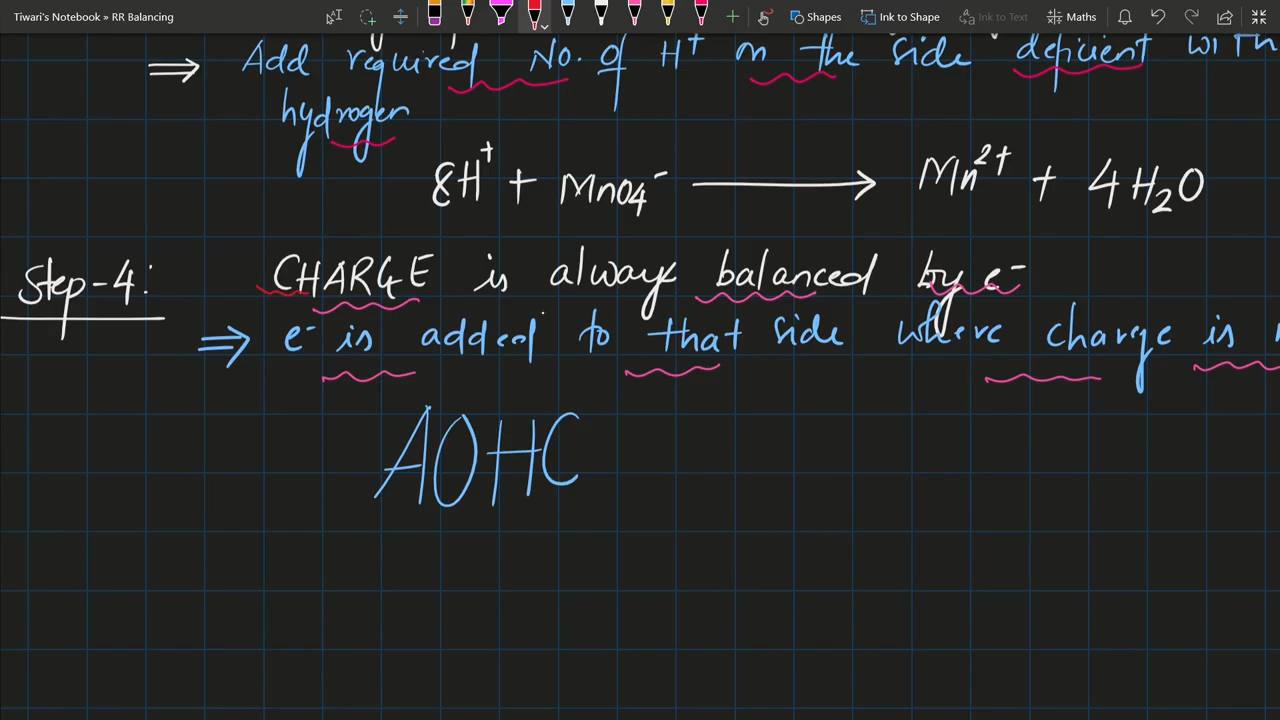 Tiwari's Notebook » RR Balancing
Shapes Ink to Shape Ink to Text Maths
⇒ Add required No. of H⁺ on the side deficient with
hydrogen
8H⁺ + MnO₄⁻ ⟶ Mn²⁺ + 4H₂O
Step-4: CHARGE is always balanced by e⁻
⇒ e⁻ is added to that side where charge is
AOHC